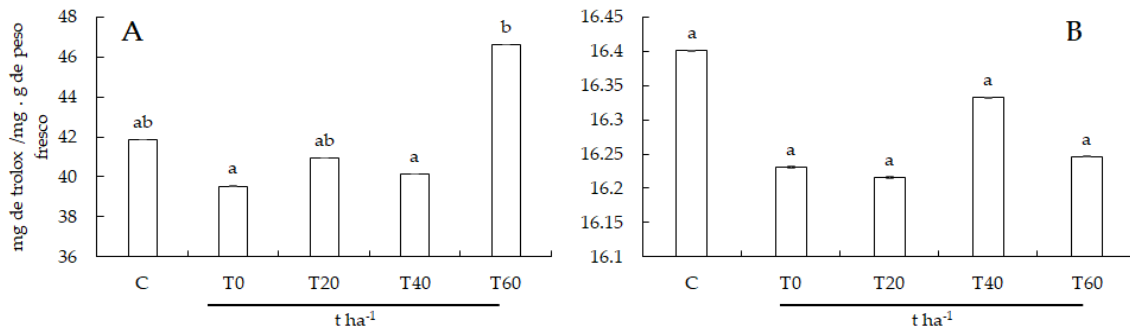 mg de trolox /mg . g de peso
fresco
A
48
46
44
42
40
38
36
ab
a
ab
a
b
C T0 T20 T40 T60
t ha⁻¹
B
16.45
16.4
16.35
16.3
16.25
16.2
16.15
16.1
a
a
a
a
a
C T0 T20 T40 T60
t ha⁻¹